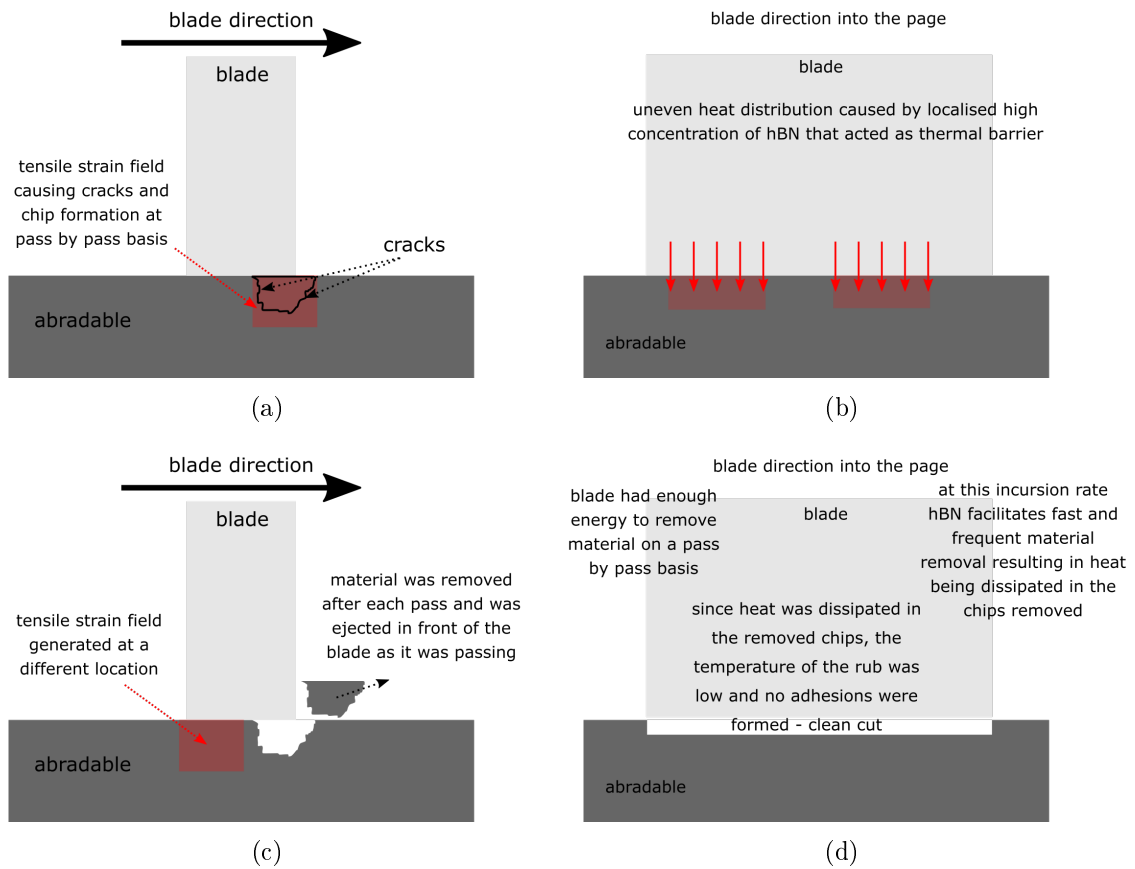 blade direction
blade
tensile strain field
causing cracks and
chip formation at
pass by pass basis
cracks
abradable
(a)
blade direction into the page
blade
uneven heat distribution caused by localised high
concentration of hBN that acted as thermal barrier
abradable
(b)
blade direction
blade
material was removed
after each pass and was
ejected in front of the
blade as it was passing
tensile strain field
generated at a
different location
abradable
(c)
blade direction into the page
blade had enough
energy to remove
material on a pass
by pass basis
blade
at this incursion rate
hBN facilitates fast and
frequent material
removal resulting in heat
being dissipated in the
chips removed
since heat was dissipated in
the removed chips, the
temperature of the rub was
low and no adhesions were
formed - clean cut
abradable
(d)